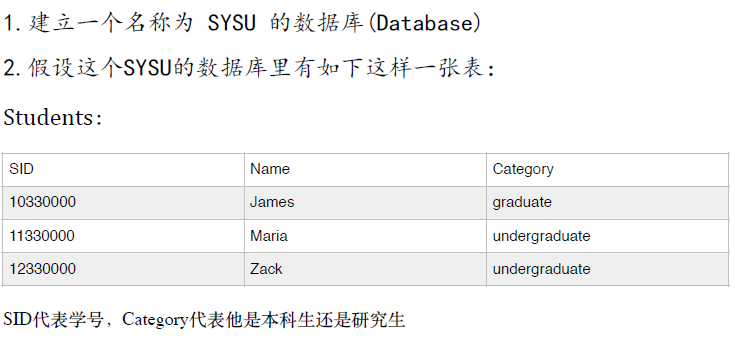 1.建立一个名称为 SYSU 的数据库(Database)
2.假设这个SYSU的数据库里有如下这样一张表：
Students:
SID Name Category
10330000 James graduate
11330000 Maria undergraduate
12330000 Zack undergraduate
SID代表学号，Category代表他是本科生还是研究生